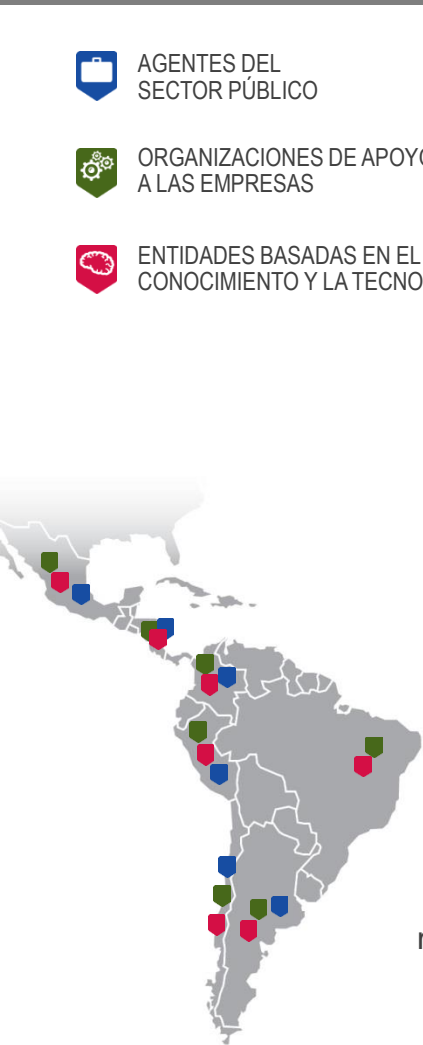 AGENTES DEL
SECTOR PÚBLICO
ORGANIZACIONES DE APOYO
A LAS EMPRESAS
ENTIDADES BASADAS EN EL
CONOCIMIENTO Y LA TECNO